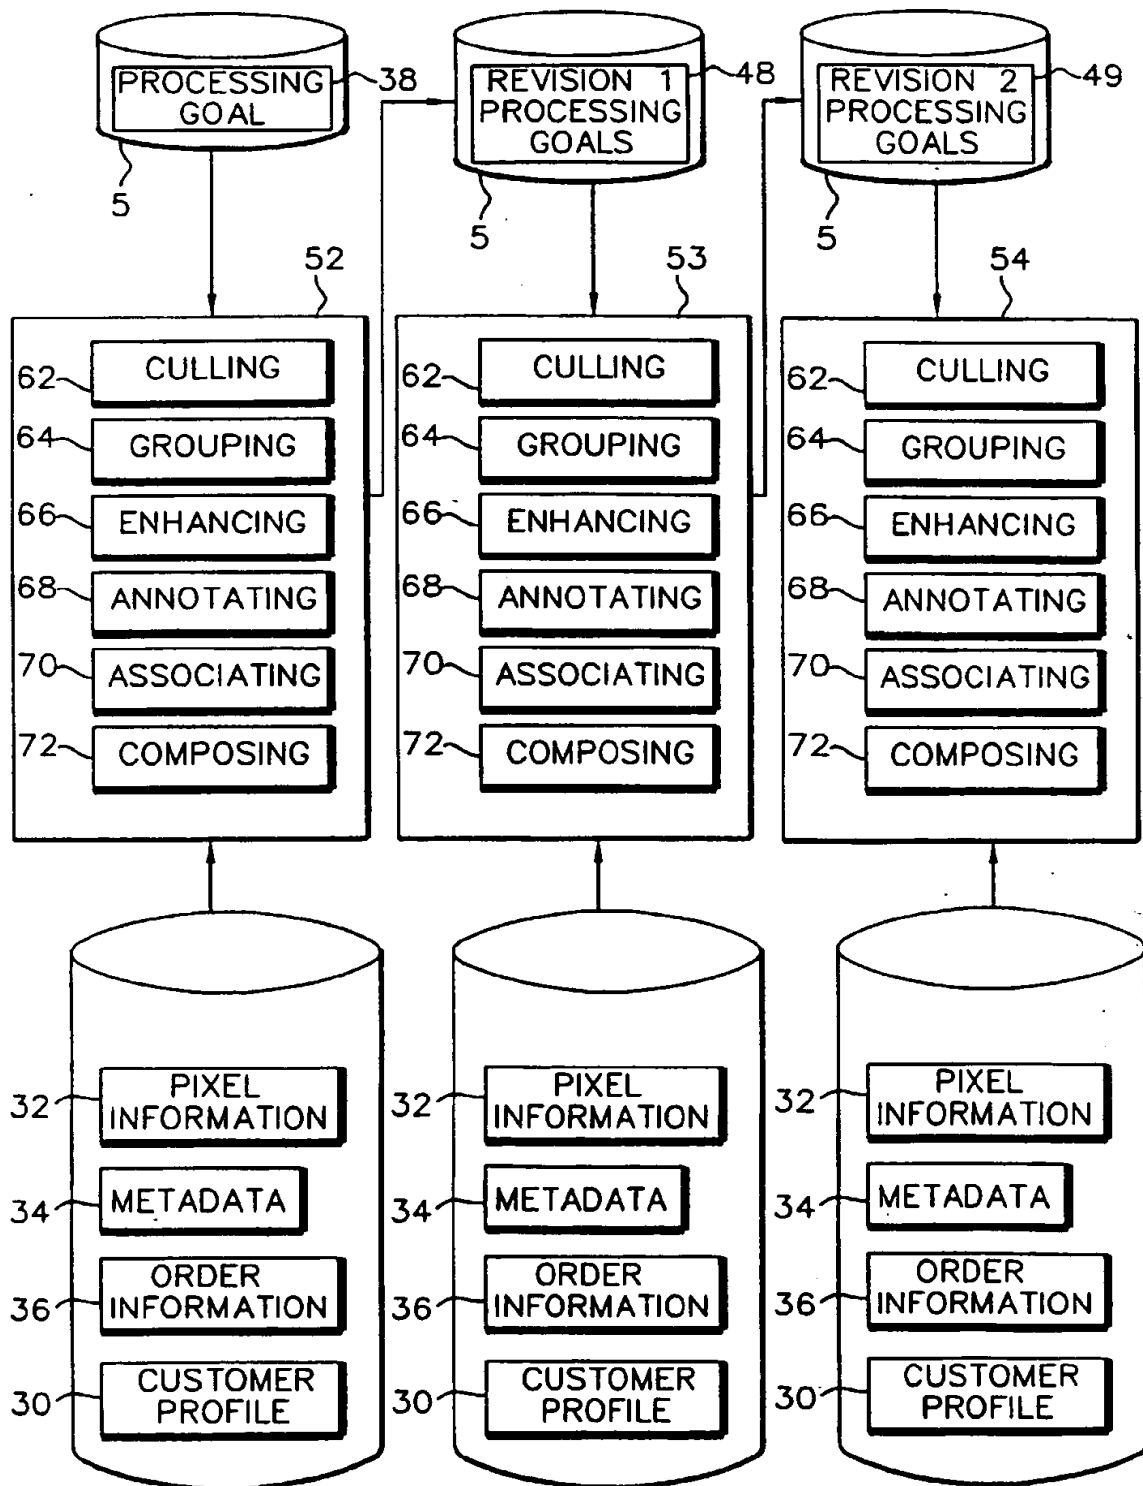 PROCESSING
GOAL
38
5
REVISION 1
PROCESSING
GOALS
48
5
REVISION 2
PROCESSING
GOALS
49
5
52
62 CULLING
64 GROUPING
66 ENHANCING
68 ANNOTATING
70 ASSOCIATING
72 COMPOSING
53
62 CULLING
64 GROUPING
66 ENHANCING
68 ANNOTATING
70 ASSOCIATING
72 COMPOSING
54
62 CULLING
64 GROUPING
66 ENHANCING
68 ANNOTATING
70 ASSOCIATING
72 COMPOSING
32 PIXEL
INFORMATION
34 METADATA
36 ORDER
INFORMATION
30 CUSTOMER
PROFILE
32 PIXEL
INFORMATION
34 METADATA
36 ORDER
INFORMATION
30 CUSTOMER
PROFILE
32 PIXEL
INFORMATION
34 METADATA
36 ORDER
INFORMATION
30 CUSTOMER
PROFILE